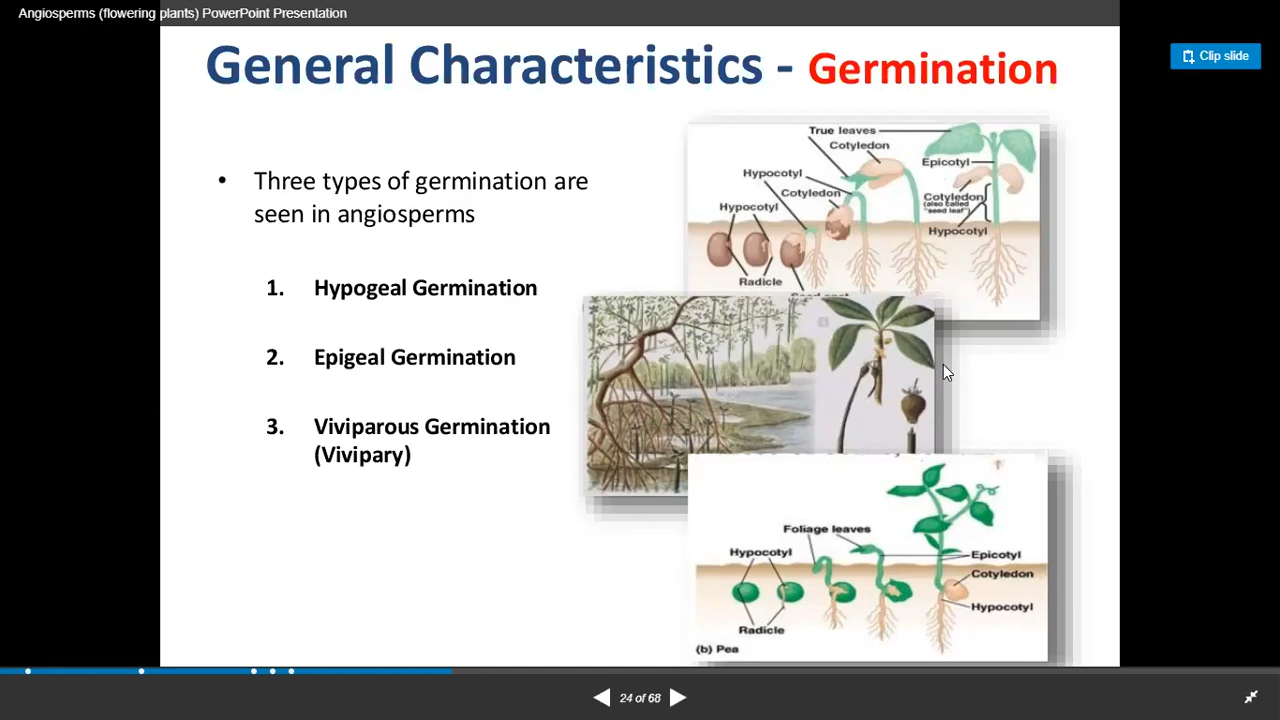 Angiosperms (flowering plants) PowerPoint Presentation
Clip slide
General Characteristics - Germination
• Three types of germination are
seen in angiosperms
1. Hypogeal Germination
2. Epigeal Germination
3. Viviparous Germination
(Vivipary)
True leaves
Cotyledon
Epicotyl
Hypocotyl
Cotyledon
Cotyledon
(also called
"seed leaf")
Hypocotyl
Hypocotyl
Radicle
Foliage leaves
Hypocotyl
Epicotyl
Cotyledon
Hypocotyl
Radicle
(b) Pea
24 of 68